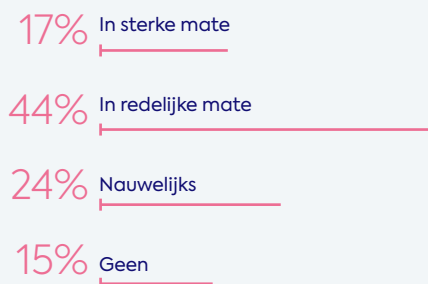 17% In sterke mate
44% In redelijke mate
24% Nauwelijks
15% Geen